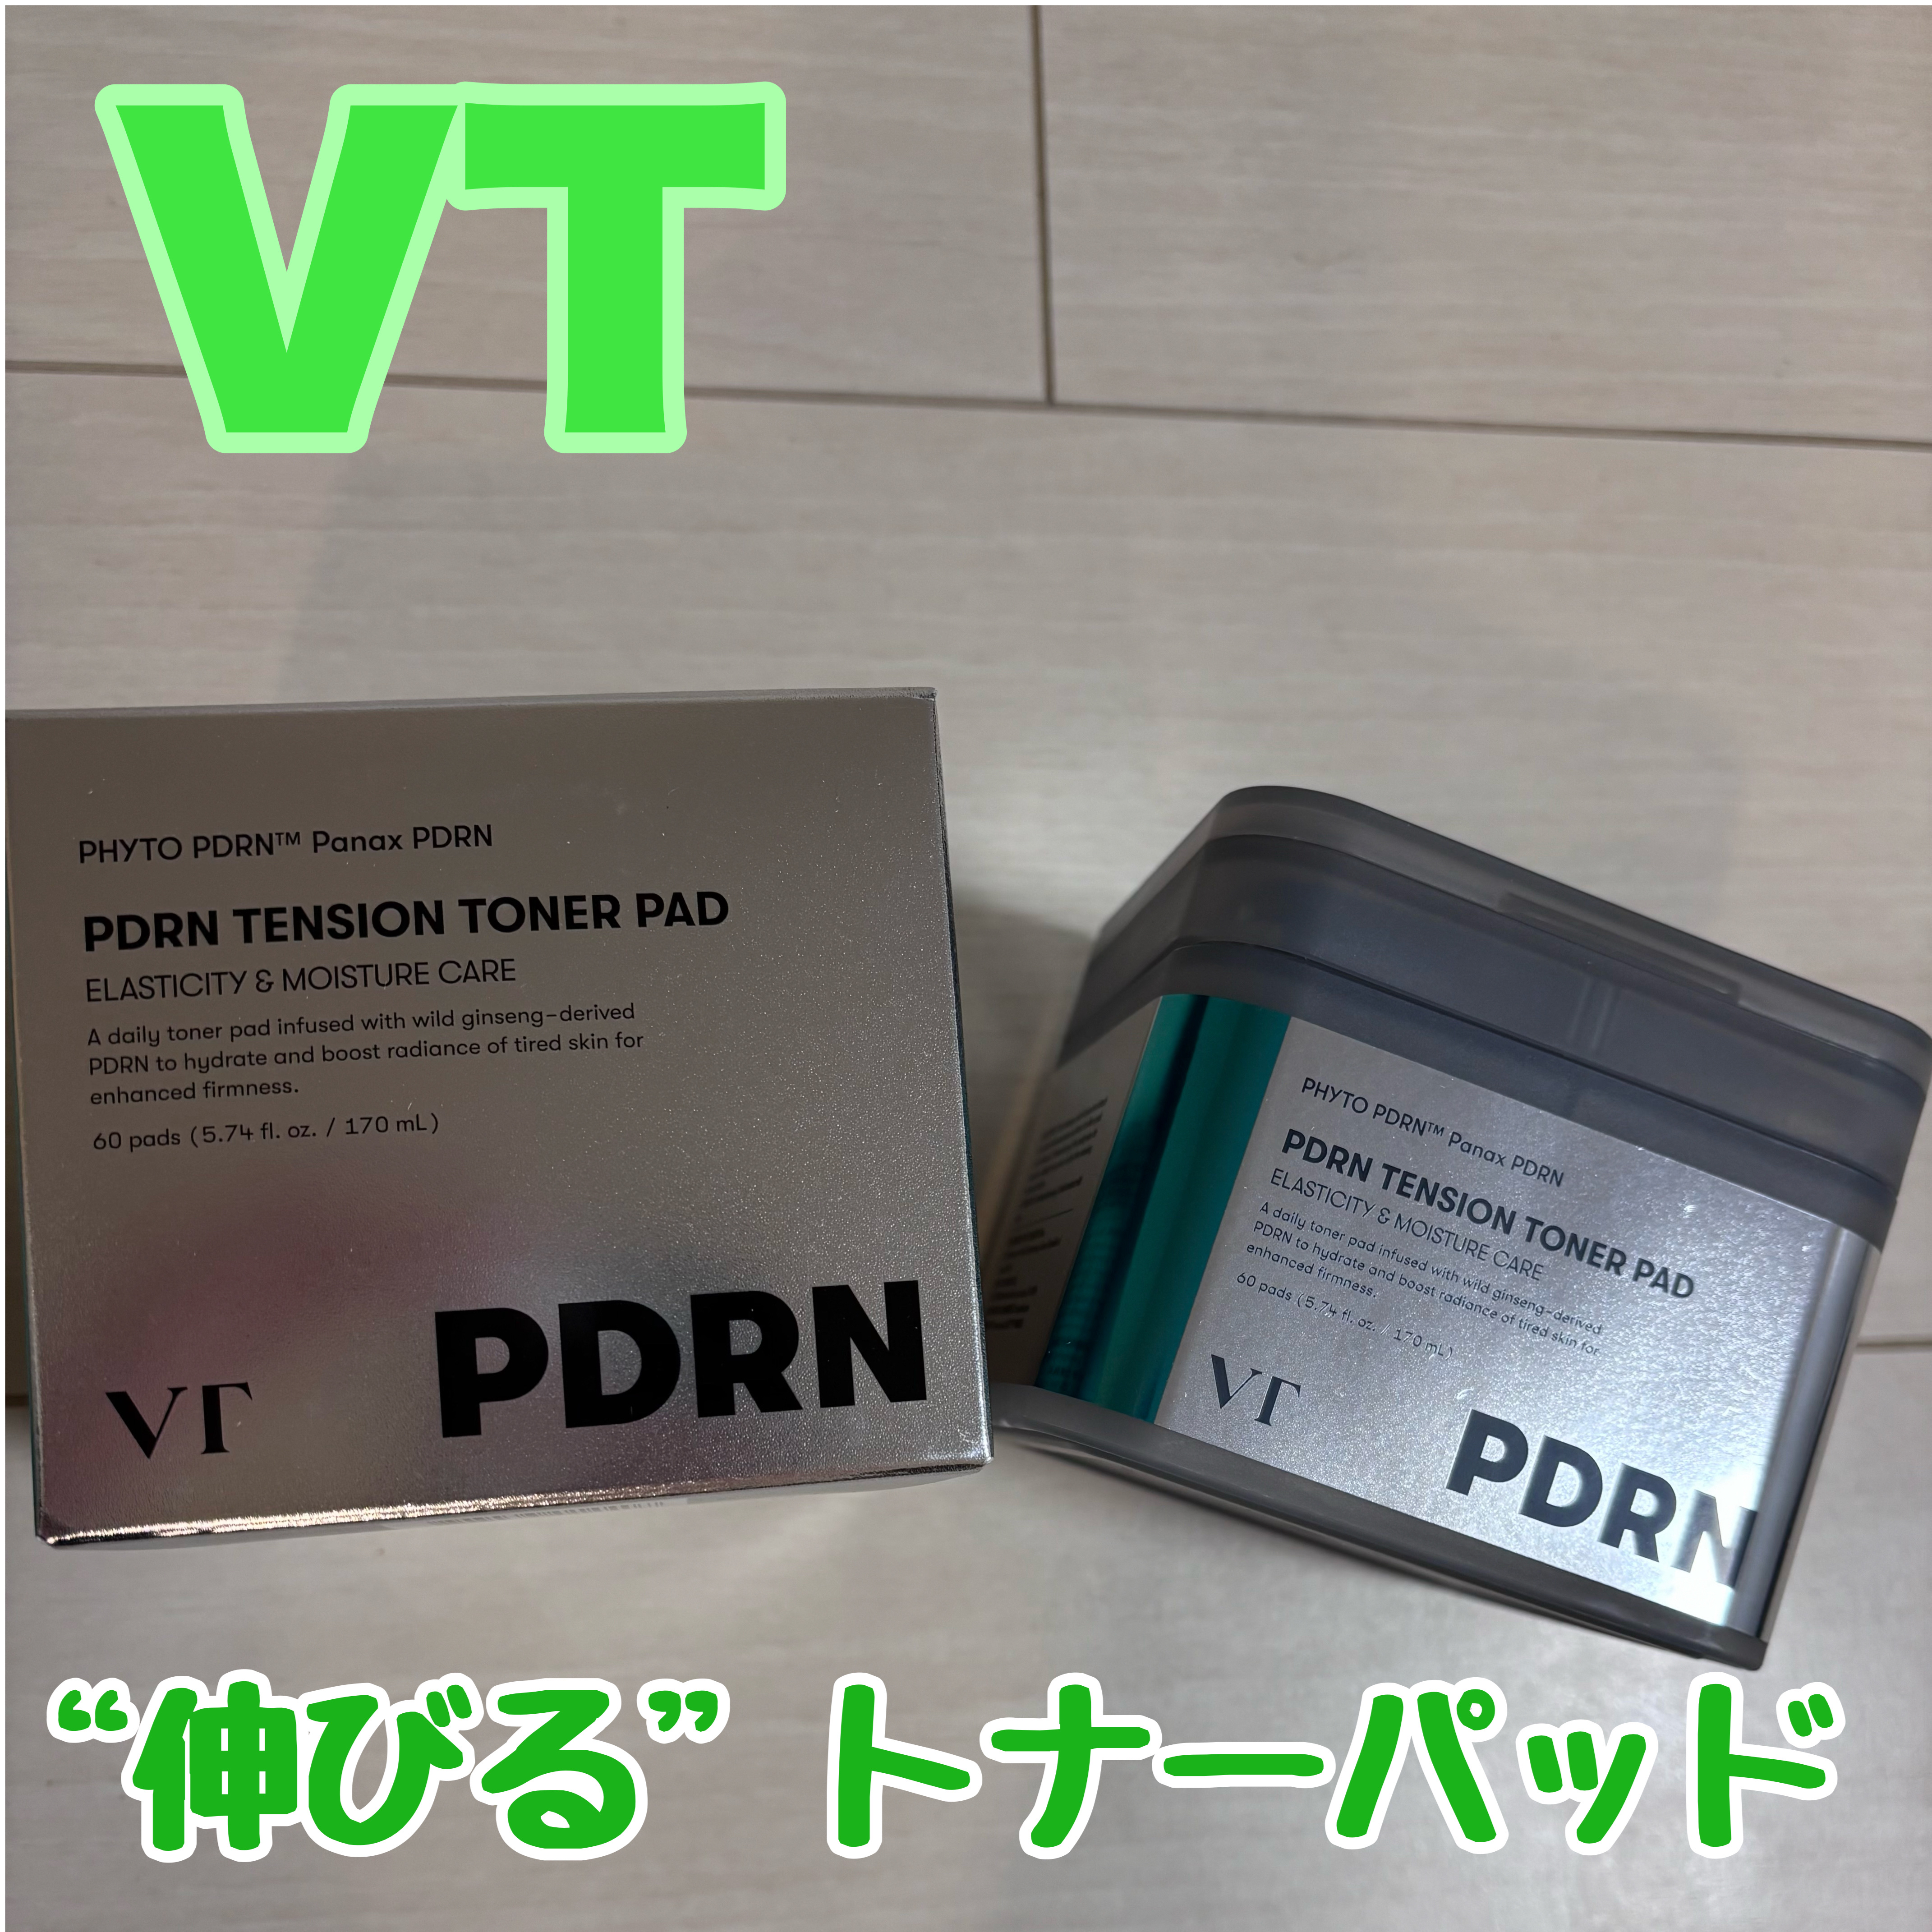 VT
PHYTO PDRN™ Panax PDRN
PDRN TENSION TONER PAD
ELASTICITY & MOISTURE CARE
A daily toner pad infused with wild ginseng-derived
PDRN to hydrate and boost radiance of tired skin for
enhanced firmness.
60 pads (5.74 fl. oz. / 170 mL)
VT
PDRN
PHYTO PDRN™ Panax PDRN
PDRN TENSION TONER PAD
ELASTICITY & MOISTURE CARE
A daily toner pad infused with wild ginseng-derived
PDRN to hydrate and boost radiance of tired skin for
enhanced firmness.
60 pads (5.74 fl. oz. / 170 mL)
VT
PDRN
“伸びる” トナーパッド